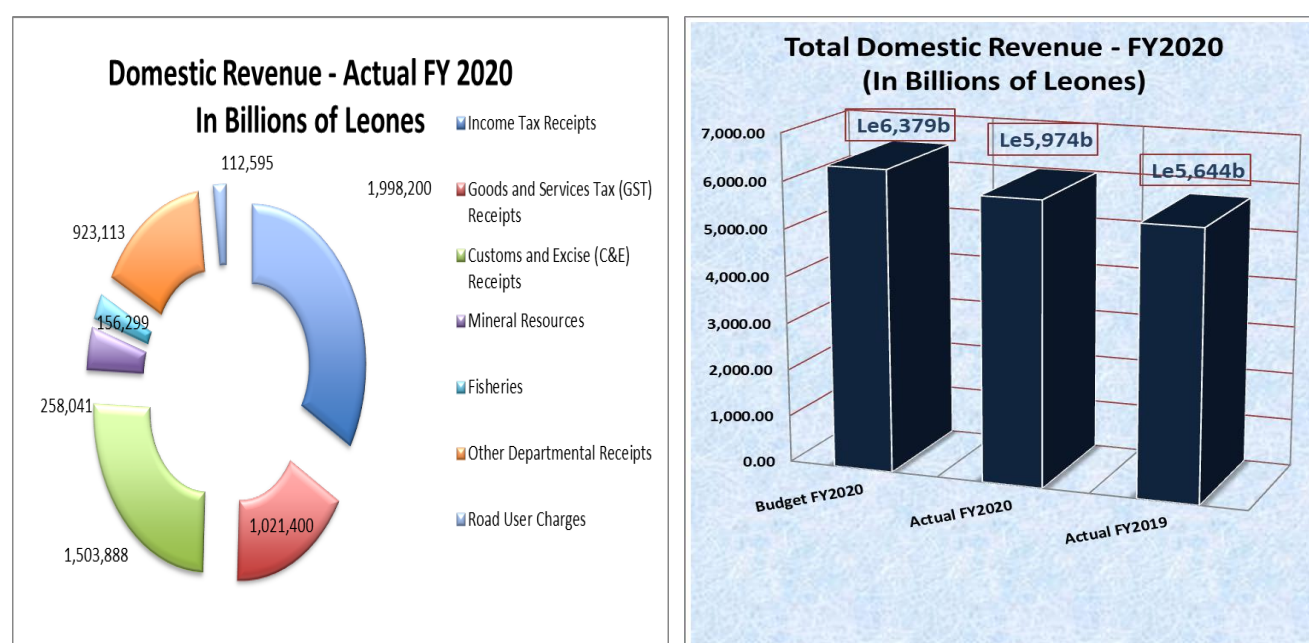 Domestic Revenue - Actual FY 2020
In Billions of Leones
112,595
1,998,200
923,113
156,299
258,041
1,503,888
1,021,400
Income Tax Receipts
Goods and Services Tax (GST)
Receipts
Customs and Excise (C&E)
Receipts
Mineral Resources
Fisheries
Other Departmental Receipts
Road User Charges
Total Domestic Revenue - FY2020
(In Billions of Leones)
7,000.00
6,000.00
5,000.00
4,000.00
3,000.00
2,000.00
1,000.00
0.00
Le6,379b
Le5,974b
Le5,644b
Budget FY2020
Actual FY2020
Actual FY2019